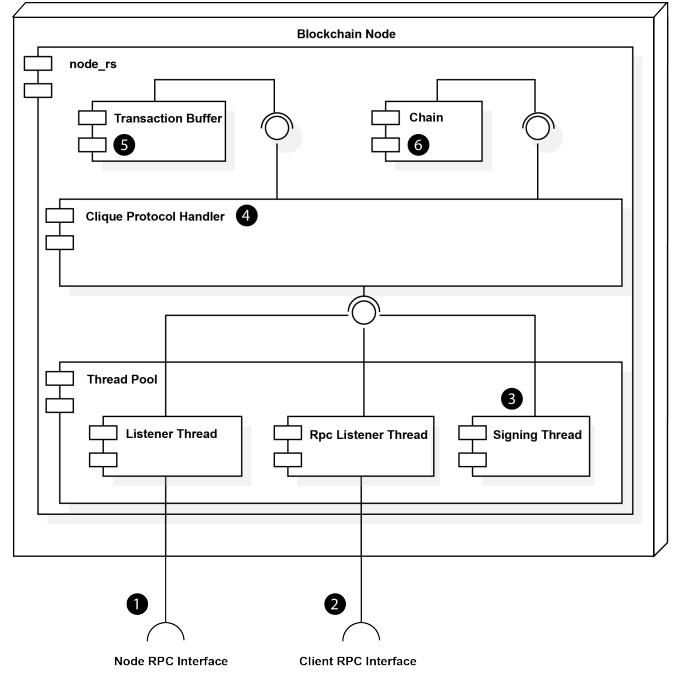 Blockchain Node
node_rs
Transaction Buffer
5
Chain
6
Clique Protocol Handler 4
Thread Pool
3
Listener Thread
Rpc Listener Thread
Signing Thread
1
2
Node RPC Interface
Client RPC Interface